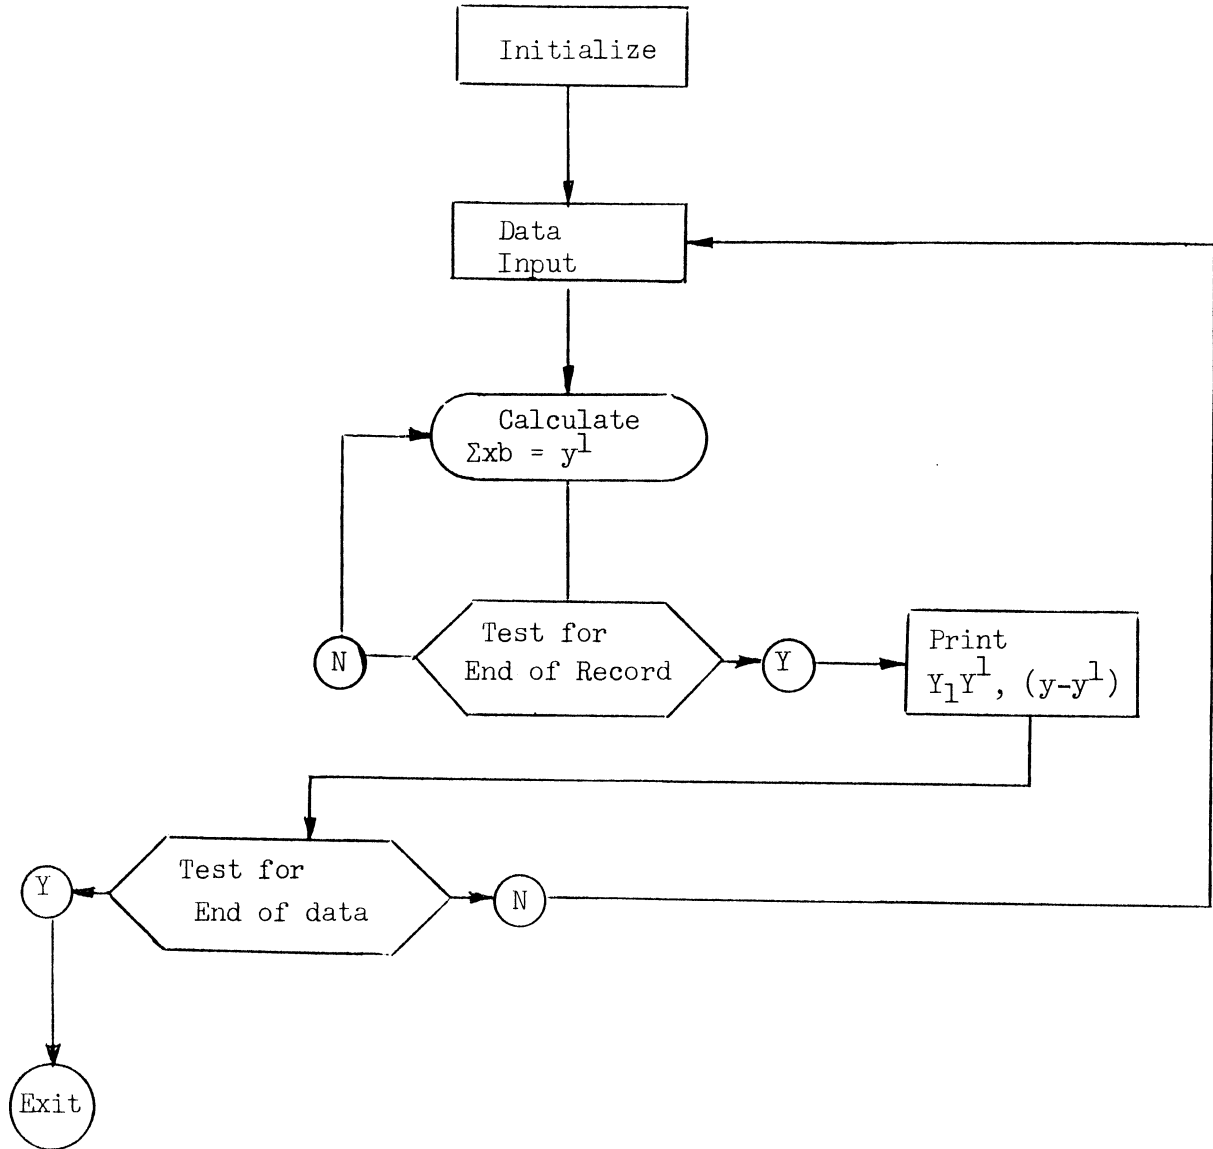 Initialize
Data
Input
Calculate
Σxb = y¹
Test for
End of Record
N
Y
Print
Y₁Y¹, (y-y¹)
Test for
End of data
Y
N
Exit